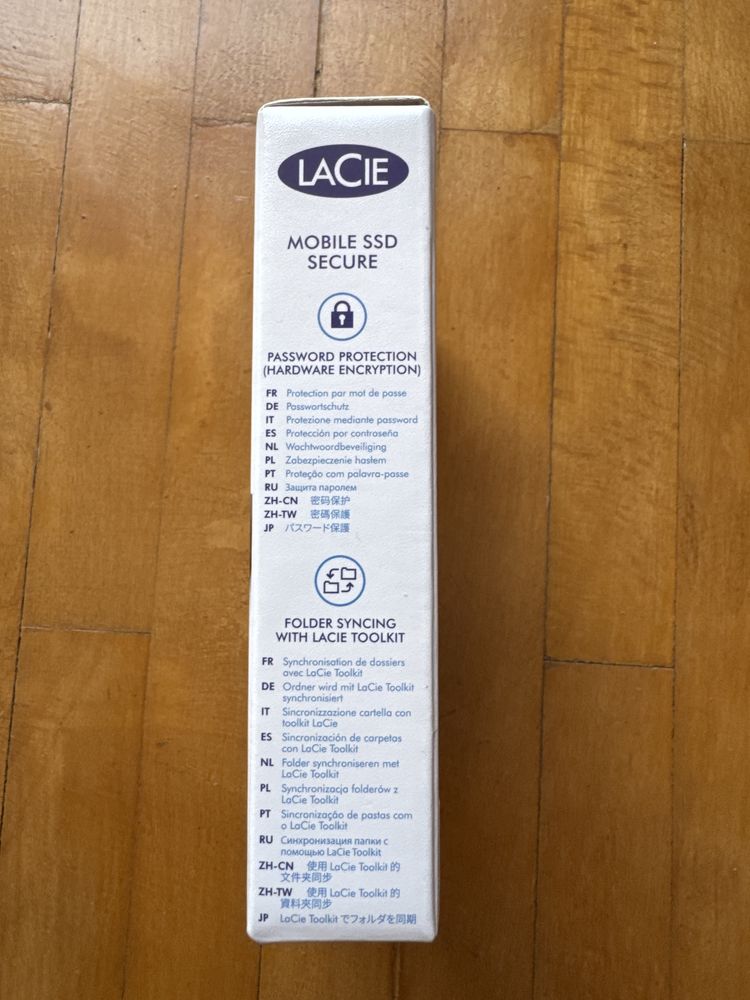 LACIE
MOBILE SSD
SECURE
PASSWORD PROTECTION
(HARDWARE ENCRYPTION)
FR Protection par mot de passe
DE Passwortschutz
IT Protezione mediante password
ES Protección por contraseña
NL Wachtwoordbeveiliging
PL Zabezpieczenie hasłem
PT Proteção com palavra-passe
RU Защита паролем
ZH-CN 密码保护
ZH-TW 密碼保護
JP パスワード保護
FOLDER SYNCING
WITH LACIE TOOLKIT
FR Synchronisation de dossiers
avec LaCie Toolkit
DE Ordner wird mit LaCie Toolkit
synchronisiert
IT Sincronizzazione cartella con
toolkit LaCie
ES Sincronización de carpetas
con LaCie Toolkit
NL Folder synchroniseren met
LaCie Toolkit
PL Synchronizacja folderów z
LaCie Toolkit
PT Sincronização de pastas com
o LaCie Toolkit
RU Синхронизация папки с
помощью LaCie Toolkit
ZH-CN 使用 LaCie Toolkit 的
文件夹同步
ZH-TW 使用 LaCie Toolkit 的
資料夾同步
JP LaCie Toolkit でフォルダを同期